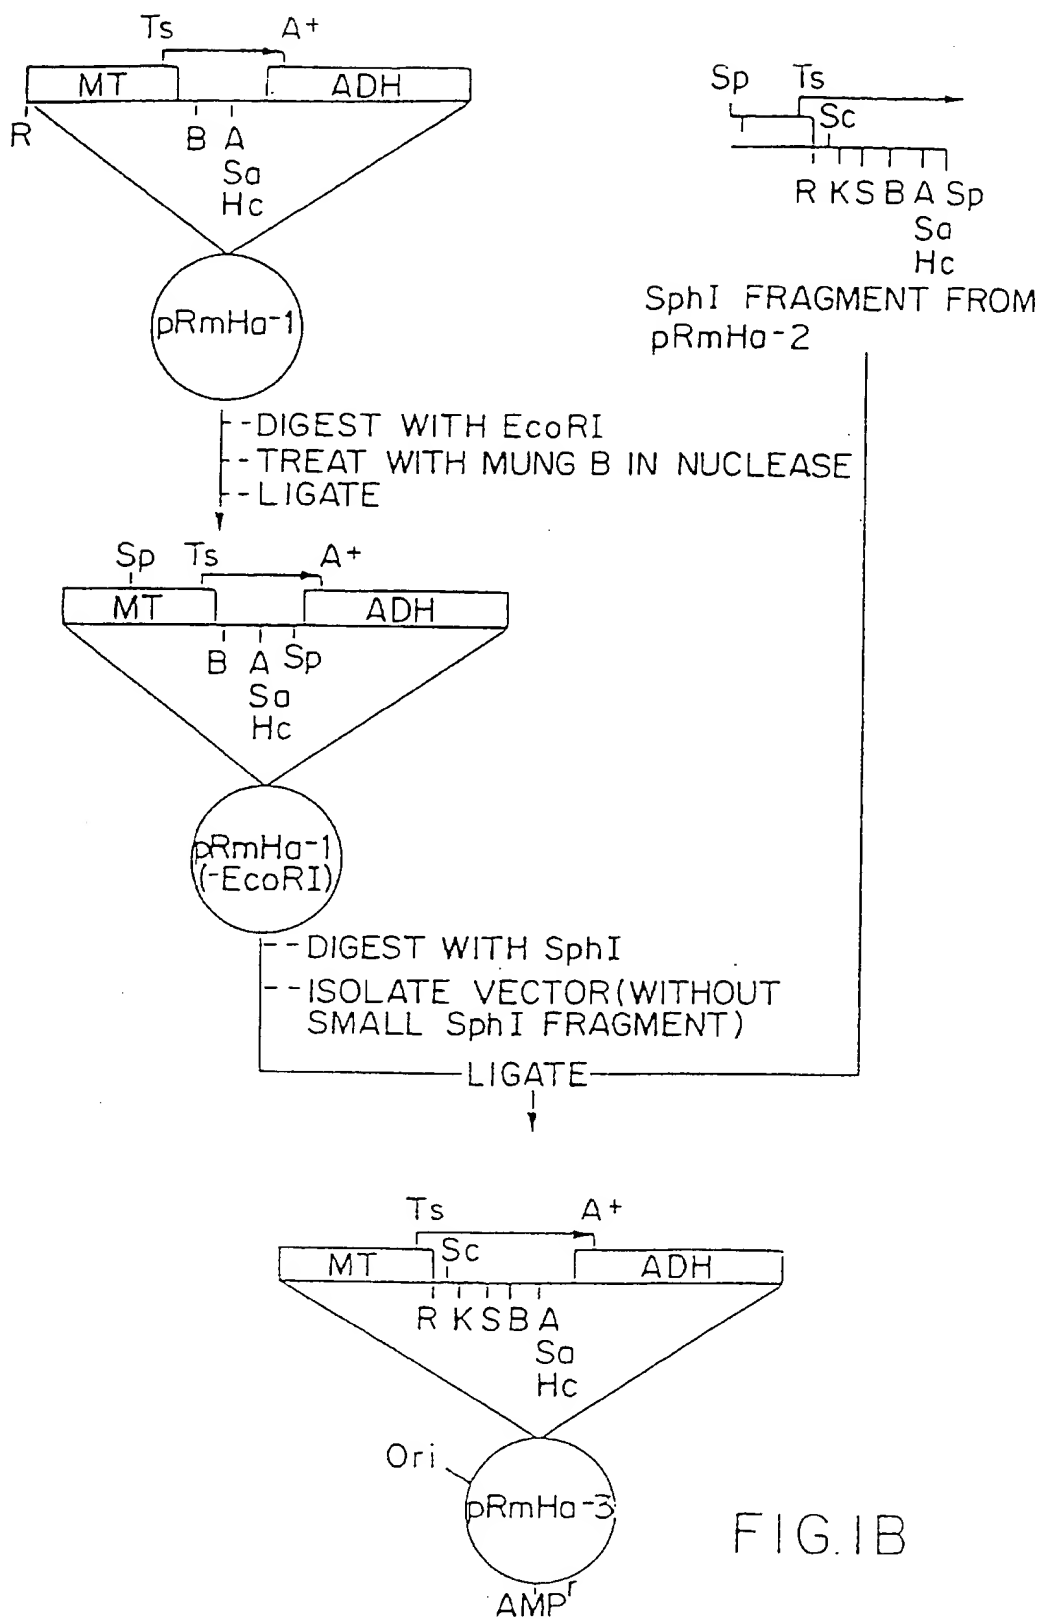 Ts A+
MT ADH
R B A
Sa
Hc
pRmHa-1
Sp Ts
Sc
R K S B A Sp
Sa
Hc
SphI FRAGMENT FROM
pRmHa-2
--DIGEST WITH EcoRI
--TREAT WITH MUNG B IN NUCLEASE
--LIGATE
Sp Ts A+
MT ADH
B A Sp
Sa
Hc
pRmHa-1
(-EcoRI)
--DIGEST WITH SphI
--ISOLATE VECTOR(WITHOUT
SMALL SphI FRAGMENT)
LIGATE
Ts A+
Sc
MT ADH
R K S B A
Sa
Hc
Ori
pRmHa-3
AMPr
FIG.1B